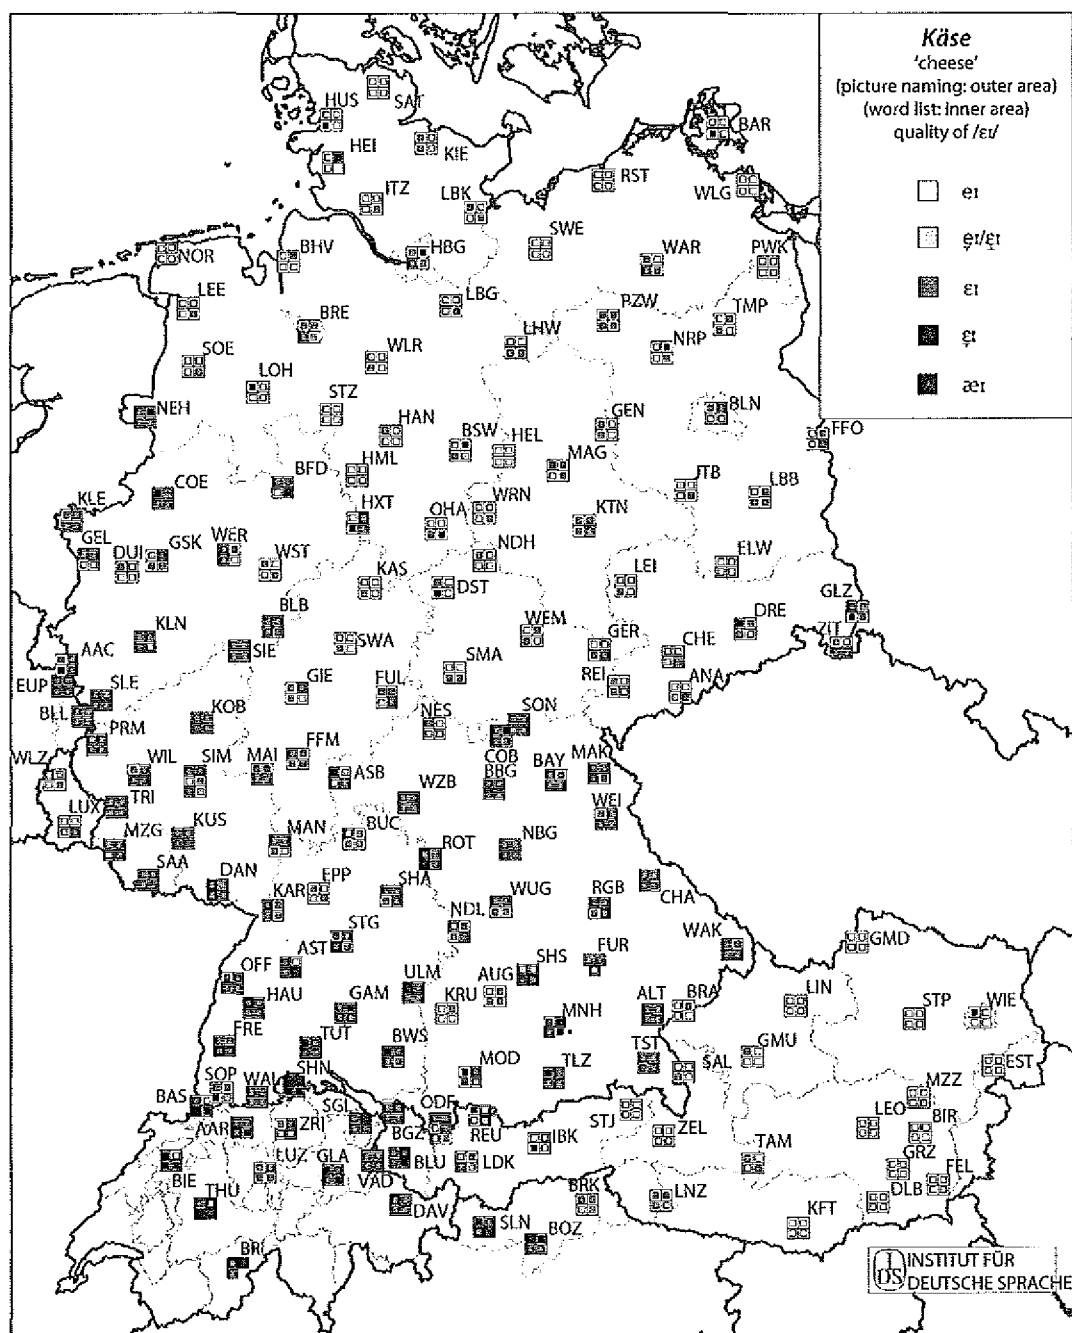 Käse
'cheese'
(picture naming: outer area)
(word list: inner area)
quality of /ɛɪ/
eɪ
e̞ɪ/ɛ̝ɪ
ɛɪ
ɛ̞ɪ
æɪ
SAT
HUS
BAR
HEI
KIE
RST
WLG
ITZ
LBK
SWE
NOR
BHV
HBG
WAR
PWK
LEE
LBG
BRE
PZW
TMP
LHW
NRP
SOE
WLR
LOH
STZ
NEH
HAN
GEN
BLN
BSW
HEL
FFO
MAG
COE
BFD
HML
JTB
LBB
KLE
HXT
OHA
WRN
KTN
GEL
DUI
GSK
WER
WST
NDH
ELW
LEI
KAS
DST
GLZ
KLN
BLB
WEM
DRE
ZIT
AAC
SIE
SWA
GER
CHE
EUP
SLE
SMA
REI
ANA
GIE
FUL
BLL
KOB
NES
SON
PRM
FFM
COB
WLZ
WIL
SIM
MAI
ASB
BBG
BAY
MAK
WZB
TRI
WEI
LUX
MZG
KUS
MAN
BUC
NBG
ROT
SAA
DAN
EPP
SHA
WUG
RGB
CHA
KAR
NDL
STG
WAK
GMD
AST
FUR
OFF
ULM
AUG
SHS
HAU
GAM
KRU
MNH
ALT
BRA
LIN
STP
WIE
FRE
TUT
BWS
TST
GMU
MOD
TLZ
SAL
EST
SOP
WAL
SHN
MZZ
BAS
AAR
ZRI
SGL
ODF
BGZ
REU
STJ
LEO
BIR
ZEL
IBK
GRZ
BIE
LUZ
GLA
VAD
BLU
LDK
TAM
FEL
THU
DAV
BRK
LNZ
DLB
SLN
BOZ
KFT
BRI
IDS
INSTITUT FÜR
DEUTSCHE SPRACHE